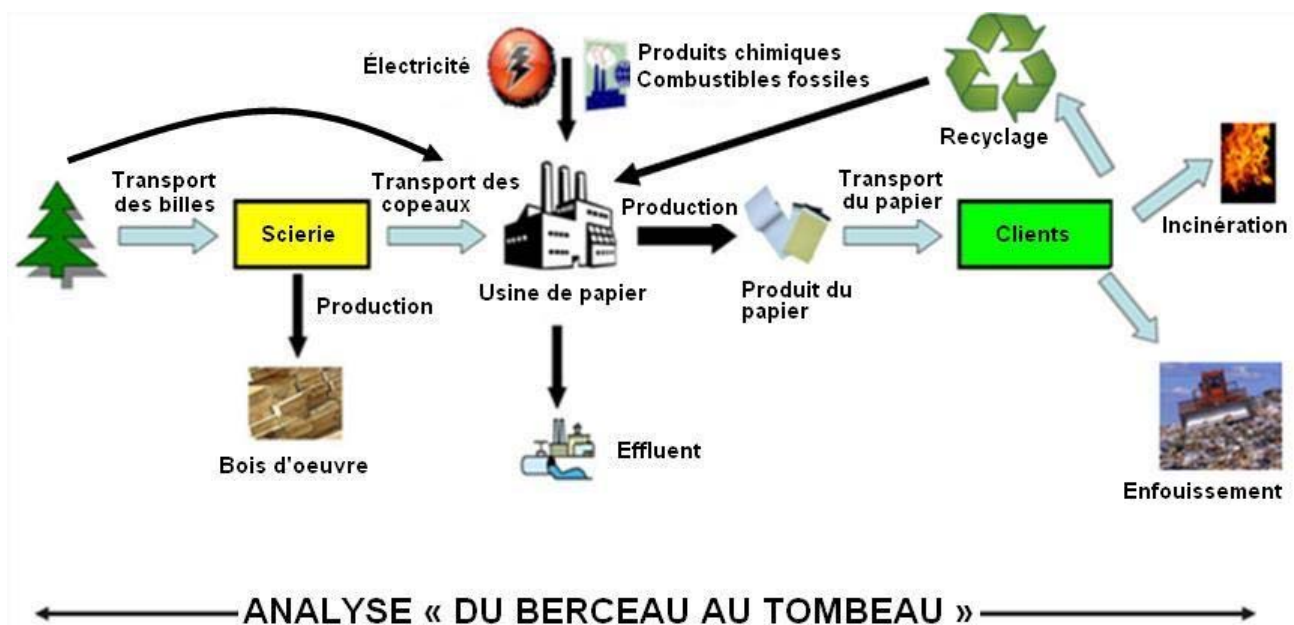 Électricité
Produits chimiques
Combustibles fossiles
Recyclage
Transport
des billes
Transport des
copeaux
Production
Transport
du papier
Incinération
Scierie
Clients
Usine de papier
Produit du
papier
Production
Bois d'oeuvre
Effluent
Enfouissement
ANALYSE « DU BERCEAU AU TOMBEAU »